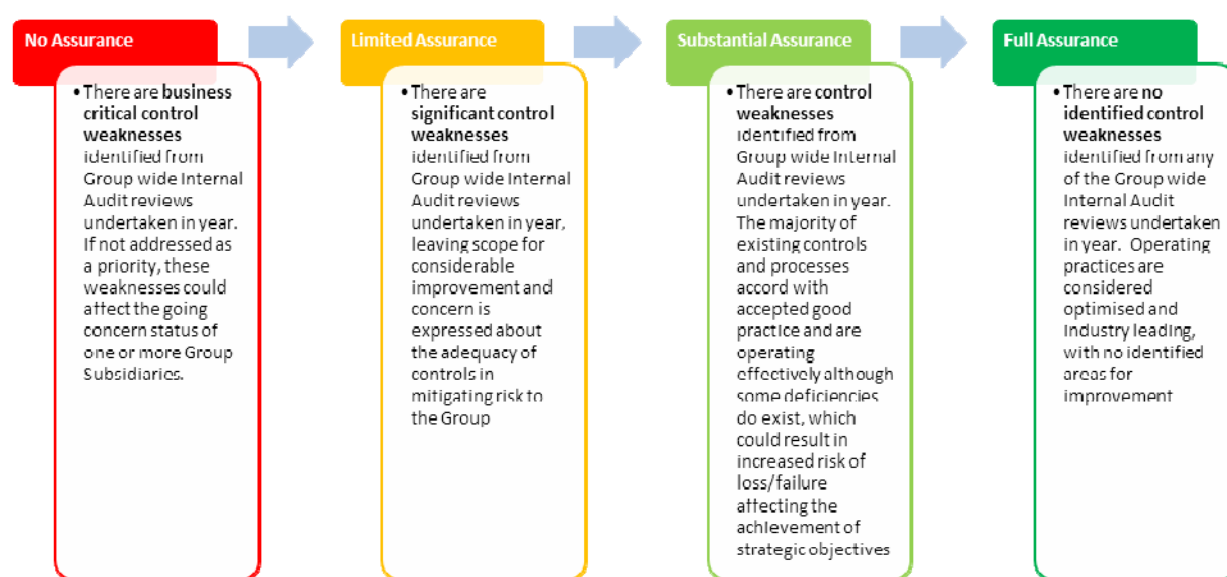 No Assurance
• There are business
critical control
weaknesses
identified from
Group wide Internal
Audit reviews
undertaken in year.
If not addressed as
a priority, these
weaknesses could
affect the going
concern status of
one or more Group
Subsidiaries.
Limited Assurance
• There are
significant control
weaknesses
identified from
Group wide Internal
Audit reviews
undertaken in year,
leaving scope for
considerable
improvement and
concern is
expressed about
the adequacy of
controls in
mitigating risk to
the Group
Substantial Assurance
• There are control
weaknesses
identified from
Group wide Internal
Audit reviews
undertaken in year.
The majority of
existing controls
and processes
accord with
accepted good
practice and are
operating
effectively although
some deficiencies
do exist, which
could result in
increased risk of
loss/failure
affecting the
achievement of
strategic objectives
Full Assurance
• There are no
identified control
weaknesses
identified from any
of the Group wide
Internal Audit
reviews undertaken
in year. Operating
practices are
considered
optimised and
industry leading,
with no identified
areas for
improvement